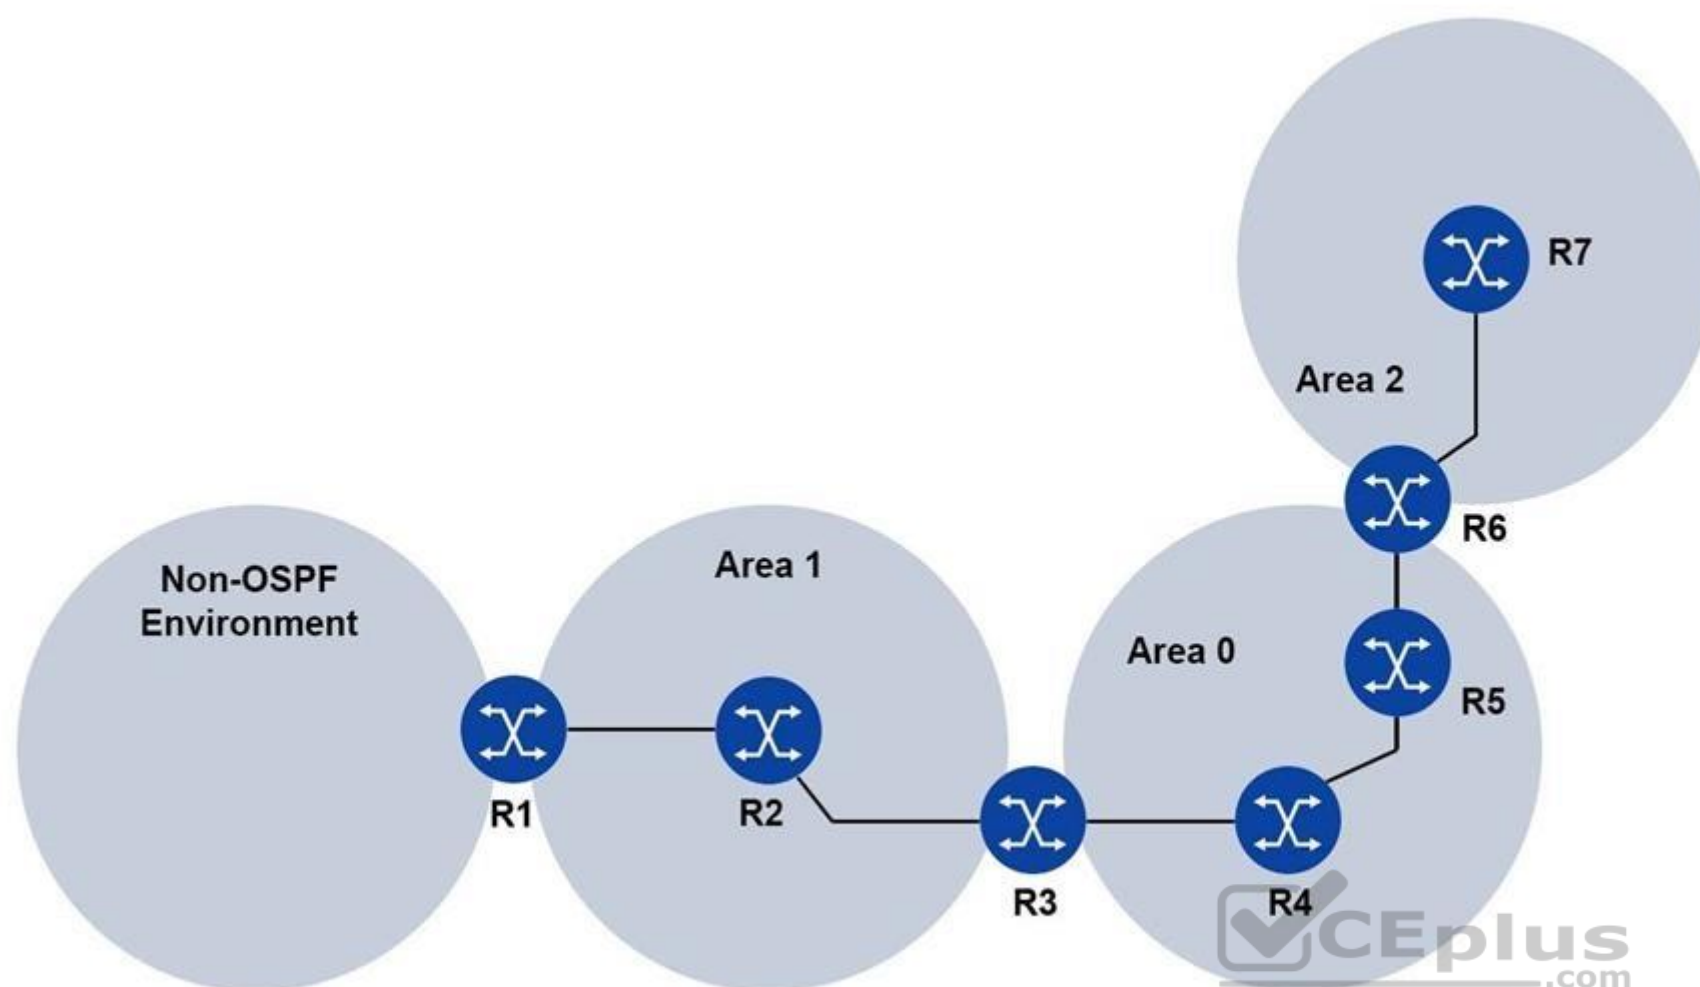 Non-OSPF
Environment
Area 1
Area 0
Area 2
R1
R2
R3
R4
R5
R6
R7
CEplus
.com